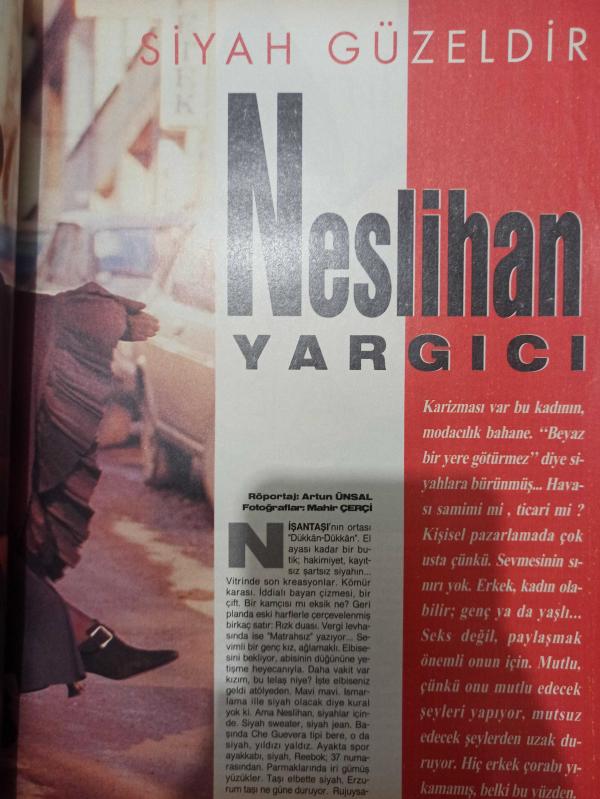 SİYAH GÜZELDİR
Neslihan
YARGICI
Karizması var bu kadının,
modacılık bahane. “Beyaz
bir yere götürmez” diye si-
yahlara bürünmüş... Hava-
sı samimi mi , ticari mi ?
Kişisel pazarlamada çok
usta çünkü. Sevmesinin sı-
nırı yok. Erkek, kadın ola-
bilir; genç ya da yaşlı...
Seks değil, paylaşmak
önemli onun için. Mutlu,
çünkü onu mutlu edecek
şeyleri yapıyor, mutsuz
edecek şeylerden uzak du-
ruyor. Hiç erkek çorabı yı-
kamamış, belki bu yüzden.
Röportaj: Artun ÜNSAL
Fotoğraflar: Mahir ÇERÇİ
NİŞANTAŞI'nın ortası
“Dükkân-Dükkân”. El
ayası kadar bir bu-
tik; hakimiyet, kayıt-
sız şartsız siyahın...
Vitrinde son kreasyonlar. Kömür
karası. İddialı bayan çizmesi, bir
çift. Bir kamçısı mı eksik ne? Geri
planda eski harflerle çerçevelenmiş
birkaç satır: Rızk duası. Vergi levha-
sında ise “Matrahsız” yazıyor... Se-
vimli bir genç kız, ağlamaklı. Elbise-
sini bekliyor, abisinin düğününe ye-
tişme heyecanıyla. Daha vakit var
kızım, bu telaş niye? İşte elbiseniz
geldi atölyeden. Mavi mavi. Ismar-
lama ille siyah olacak diye kural
yok ki. Ama Neslihan, siyahlar için-
de. Siyah sweater, siyah jean. Ba-
şında Che Guevera tipi bere, o da
siyah, yıldızı yaldız. Ayakta spor
ayakkabı, siyah, Reebok; 37 numa-
rasından. Parmaklarında iri gümüş
yüzükler. Taşı elbette siyah, Erzu-
rum taşı ne güne duruyor. Rujuysa-